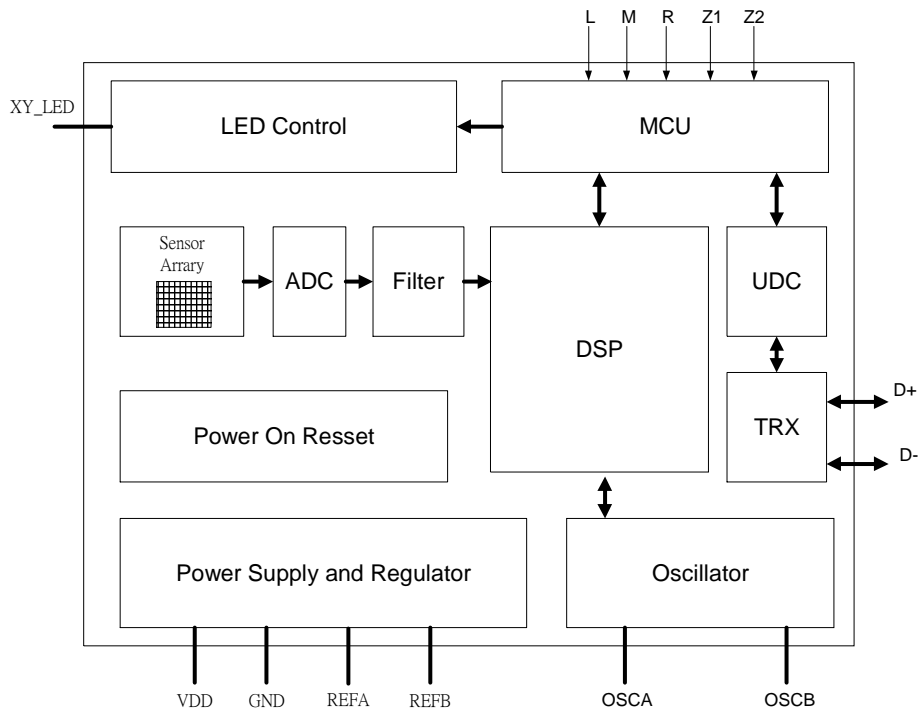 L M R Z1 Z2
XY_LED
LED Control
MCU
Sensor
Arrary
ADC
Filter
DSP
UDC
TRX
D+
D-
Power On Resset
Power Supply and Regulator
Oscillator
VDD GND REFA REFB OSCA OSCB